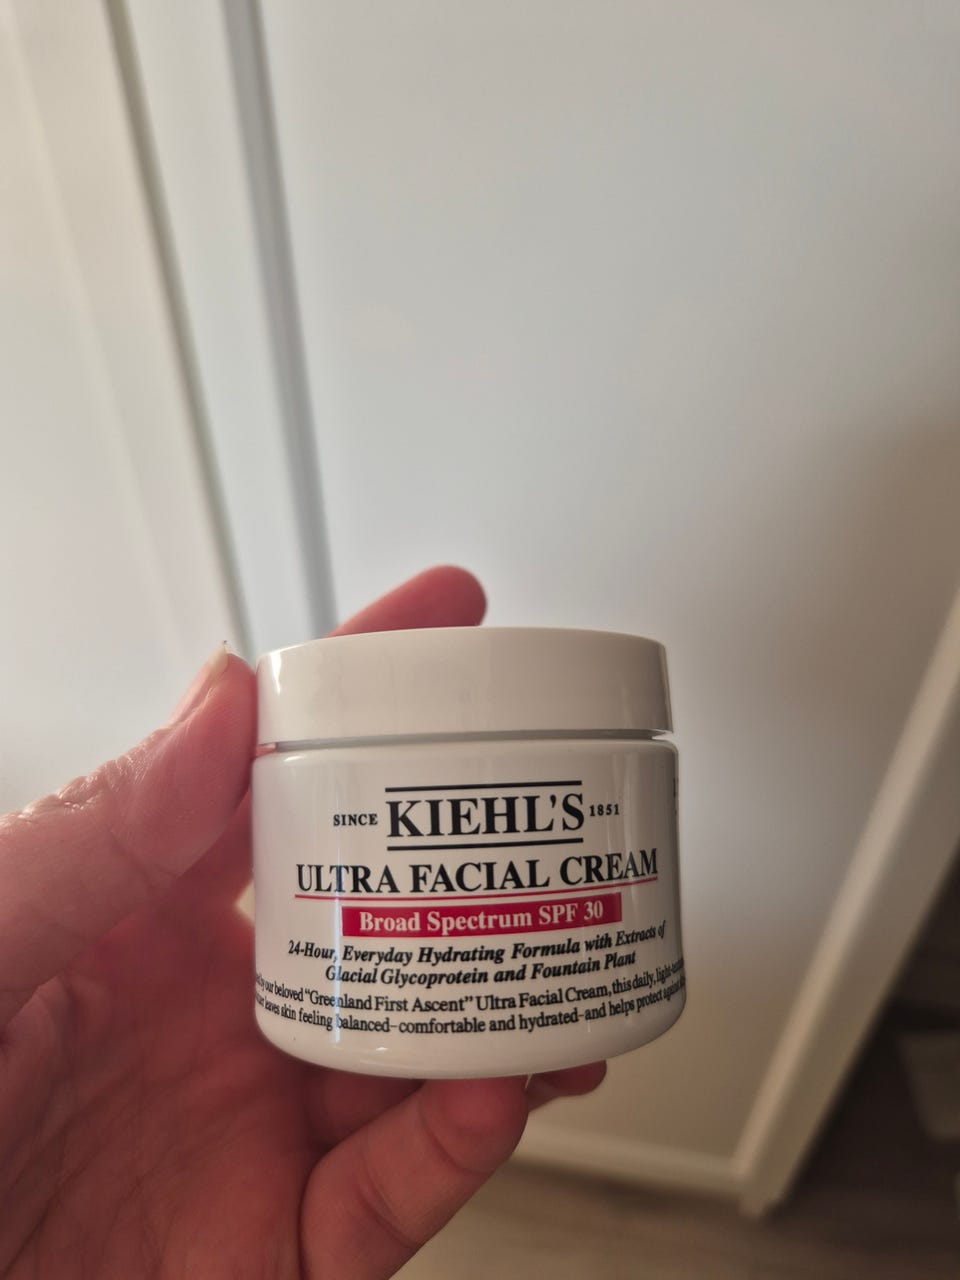 SINCE KIEHL'S 1851
ULTRA FACIAL CREAM
Broad Spectrum SPF 30
24-Hour, Everyday Hydrating Formula with Extracts of
Glacial Glycoprotein and Fountain Plant
by our beloved "Greenland First Ascent" Ultra Facial Cream, this daily,
leaves skin feeling balanced–comfortable and hydrated–and helps protect against